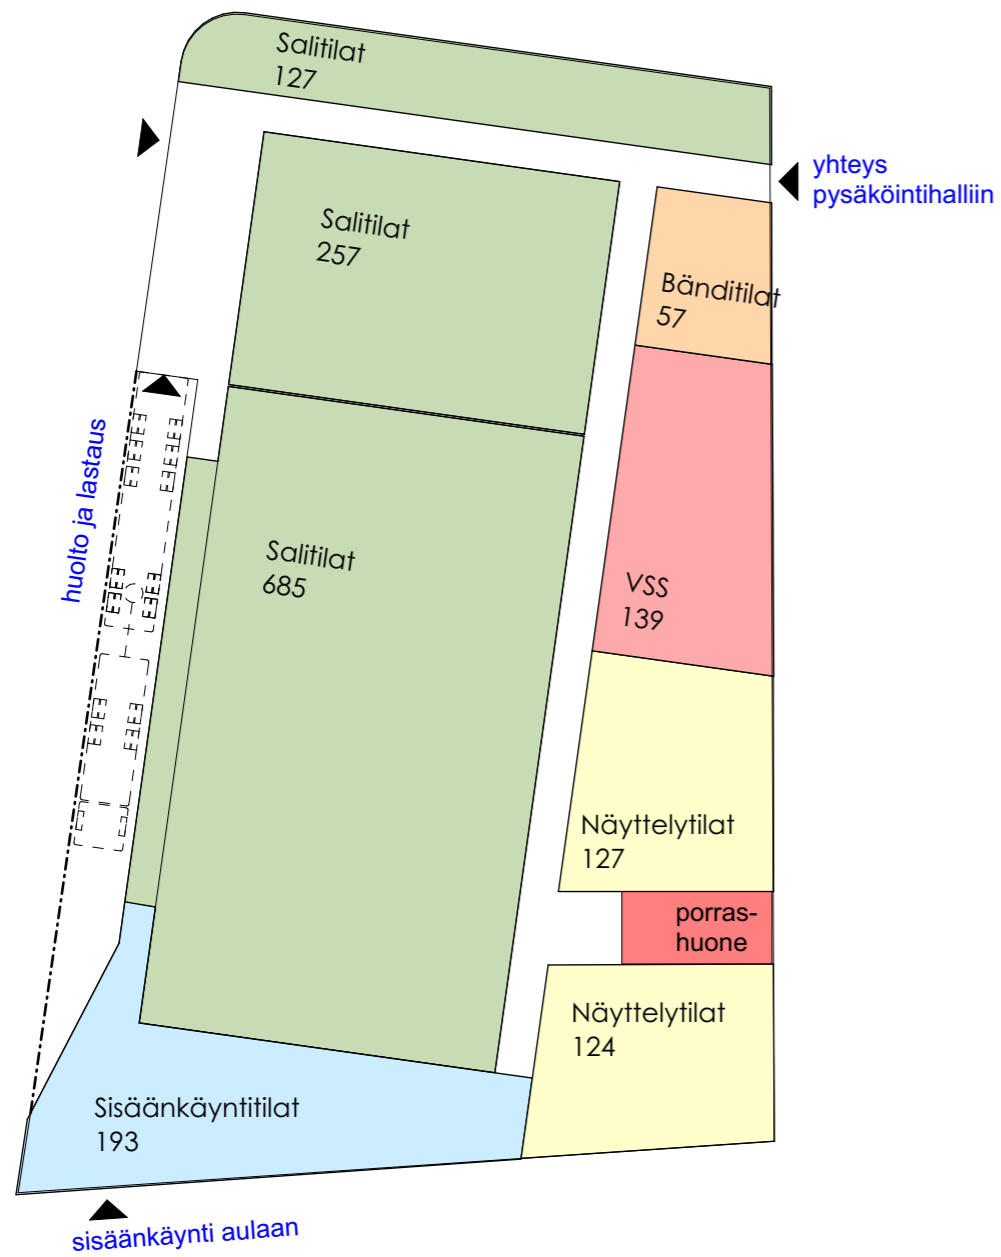 Salitilat
127
yhteys
pysäköintihalliin
Salitilat
257
Bänditilat
57
huolto ja lastaus
Salitilat
685
VSS
139
Näyttelytilat
127
porras-
huone
Näyttelytilat
124
Sisäänkäyntitilat
193
sisäänkäynti aulaan